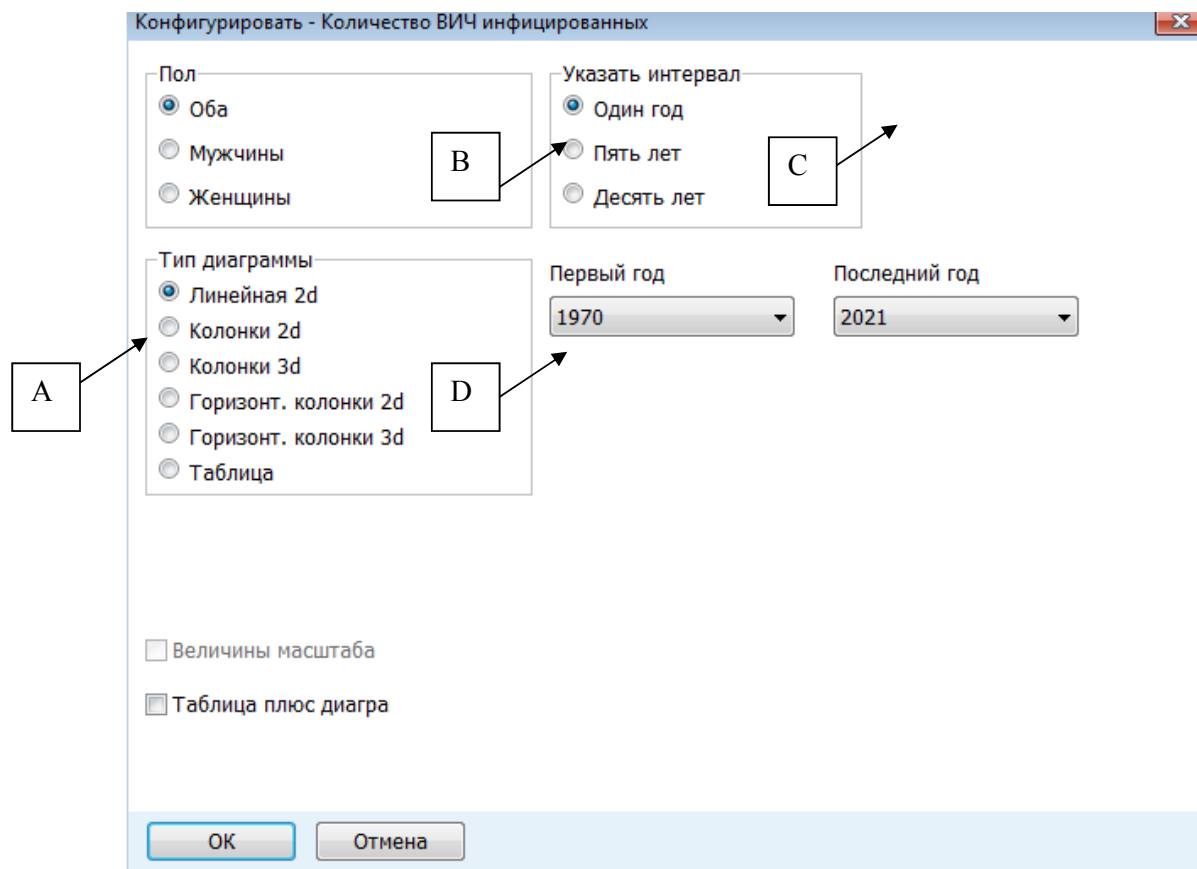 Конфигурировать - Количество ВИЧ инфицированных
Пол
Оба
Мужчины
Женщины
B
Указать интервал
Один год
Пять лет
Десять лет
C
Тип диаграммы
Линейная 2d
Колонки 2d
Колонки 3d
Горизонт. колонки 2d
Горизонт. колонки 3d
Таблица
A
D
Первый год
1970
Последний год
2021
Величины масштаба
Таблица плюс диагра
OK
Отмена